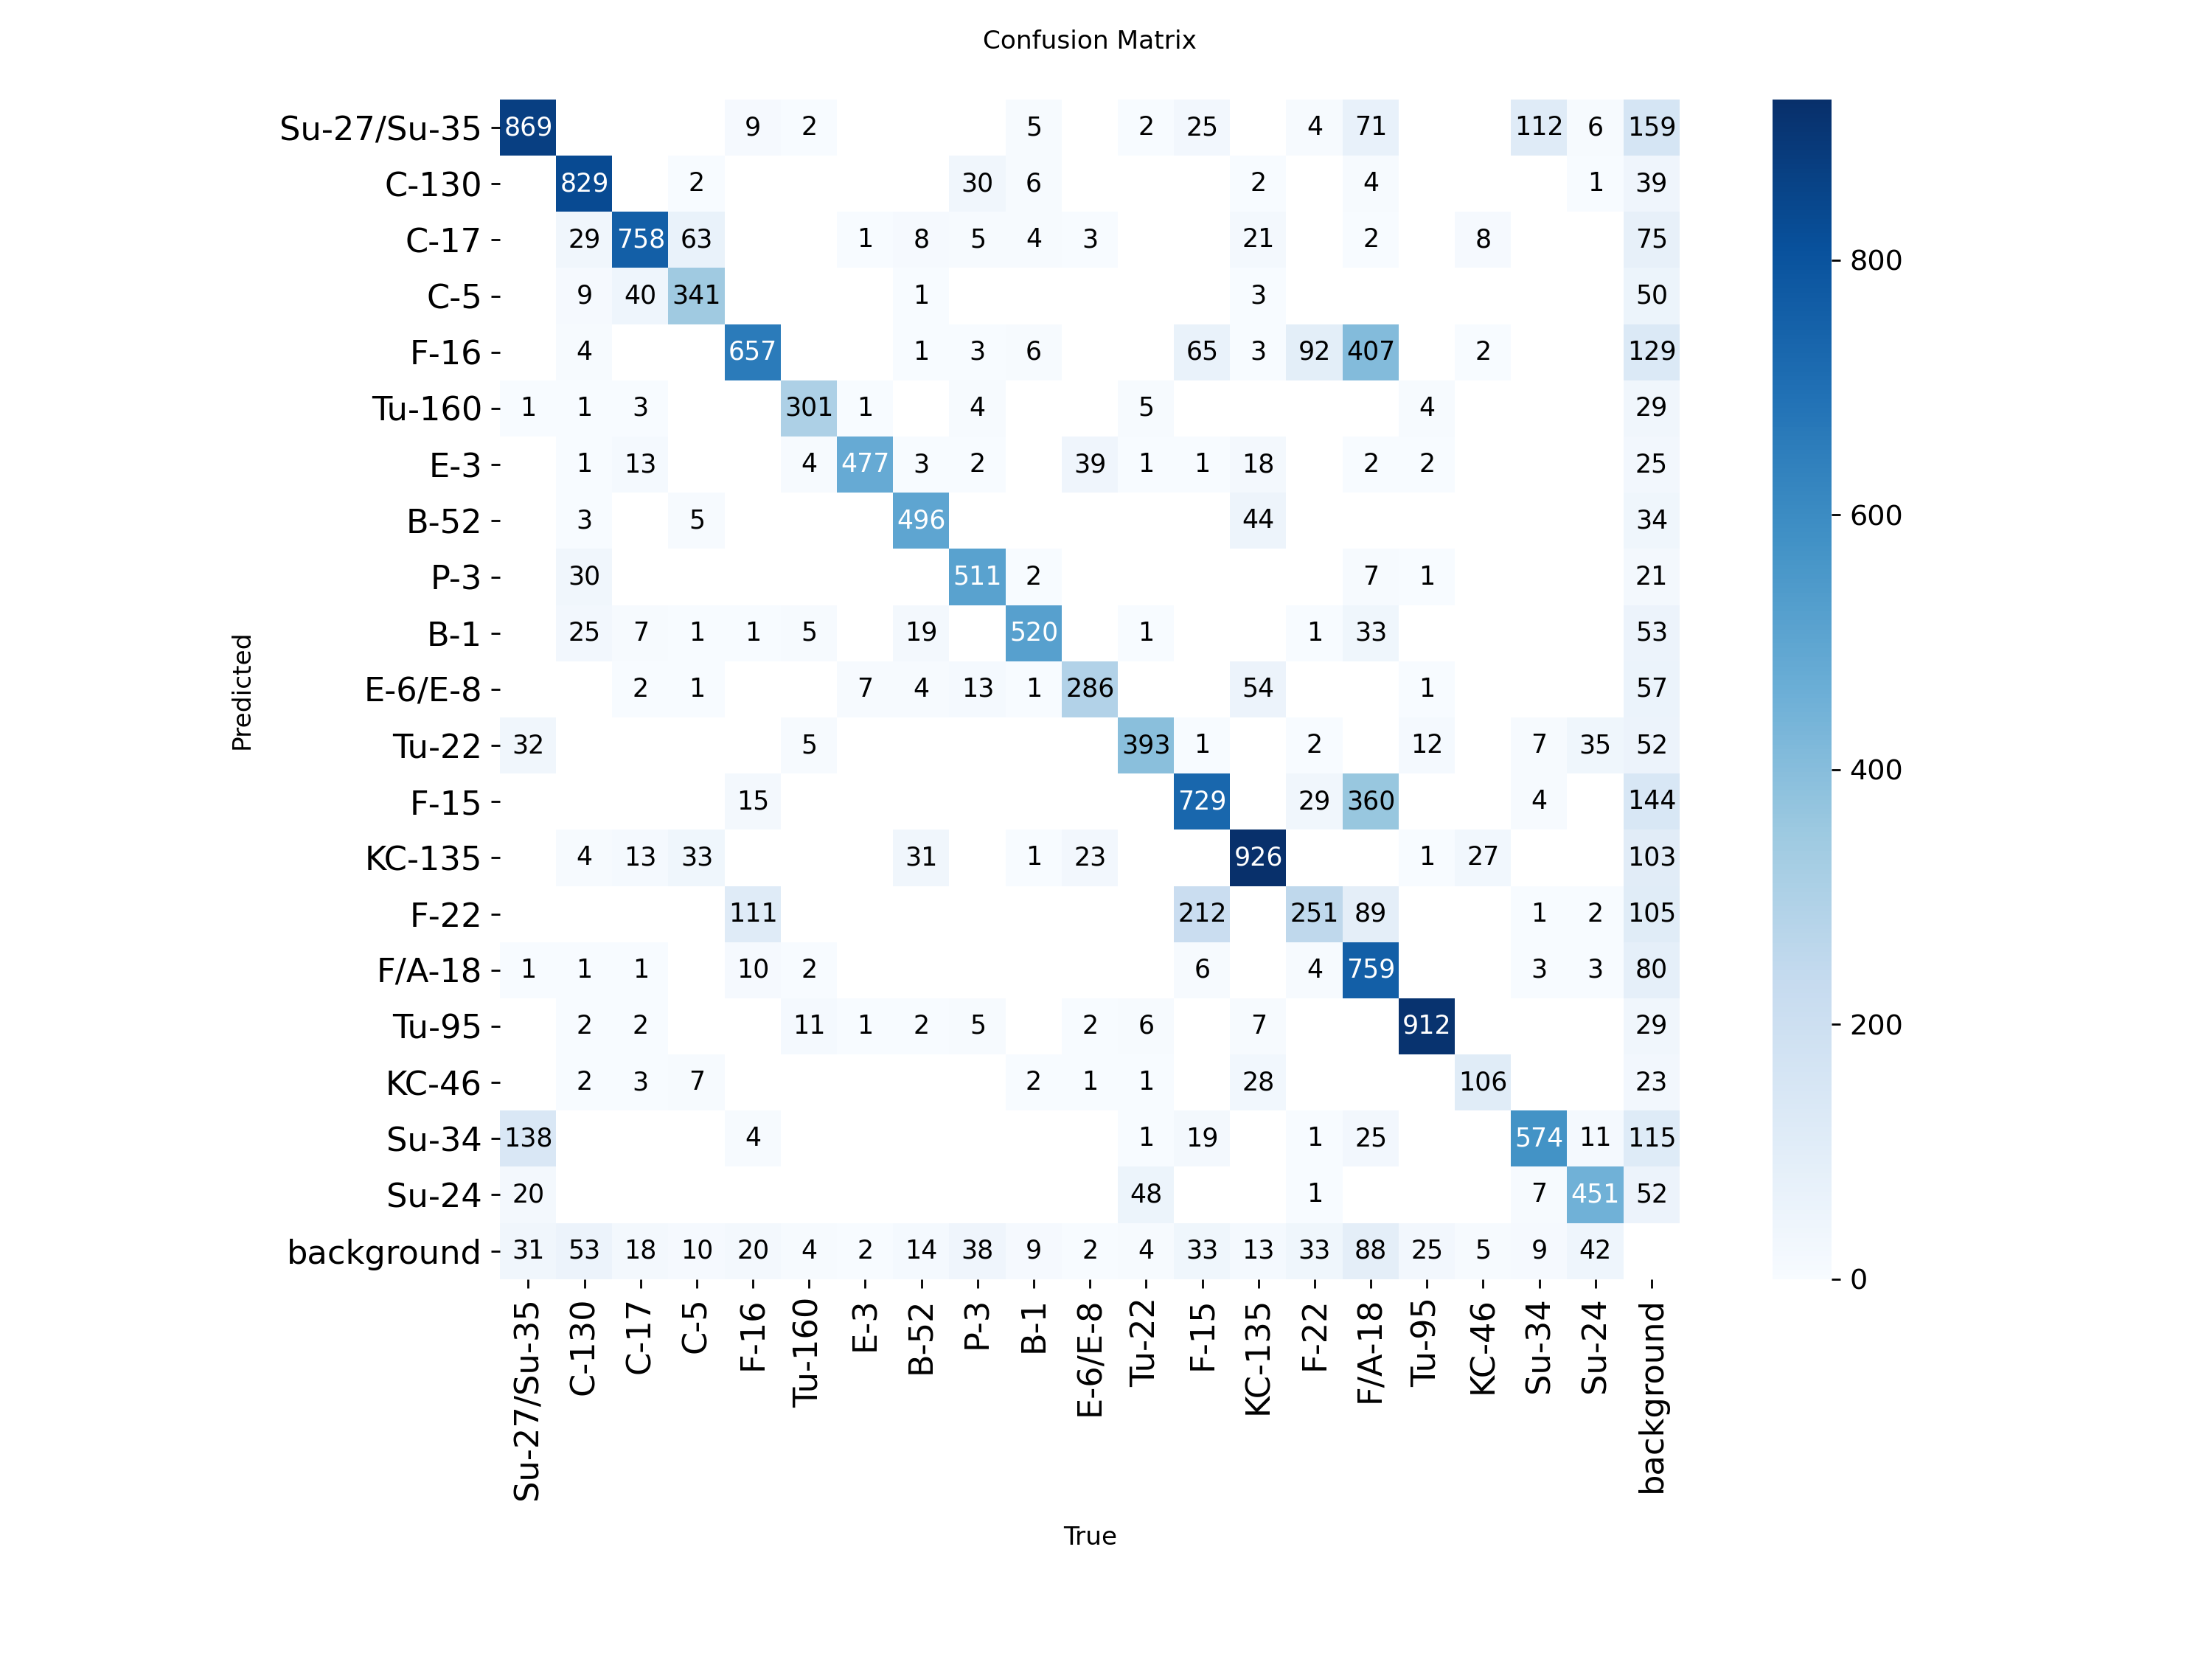 Confusion Matrix
Su-27/Su-35 869 9 2 5 2 25 4 71 112 6 159
C-130 829 2 30 6 2 4 1 39
C-17 29 758 63 1 8 5 4 3 21 2 8 75
C-5 9 40 341 1 3 50
F-16 4 657 1 3 6 65 3 92 407 2 129
Tu-160 1 1 3 301 1 4 5 4 29
E-3 1 13 4 477 3 2 39 1 1 18 2 2 25
B-52 3 5 496 44 34
P-3 30 511 2 7 1 21
B-1 25 7 1 1 5 19 520 1 1 33 53
E-6/E-8 2 1 7 4 13 1 286 54 1 57
Tu-22 32 5 393 1 2 12 7 35 52
F-15 15 729 29 360 4 144
KC-135 4 13 33 31 1 23 926 1 27 103
F-22 111 212 251 89 1 2 105
F/A-18 1 1 1 10 2 6 4 759 3 3 80
Tu-95 2 2 11 1 2 5 2 6 7 912 29
KC-46 2 3 7 2 1 1 28 106 23
Su-34 138 4 1 19 1 25 574 11 115
Su-24 20 48 1 7 451 52
background 31 53 18 10 20 4 2 14 38 9 2 4 33 13 33 88 25 5 9 42
Su-27/Su-35 C-130 C-17 C-5 F-16 Tu-160 E-3 B-52 P-3 B-1 E-6/E-8 Tu-22 F-15 KC-135 F-22 F/A-18 Tu-95 KC-46 Su-34 Su-24 background
Predicted
True
800
600
400
200
0